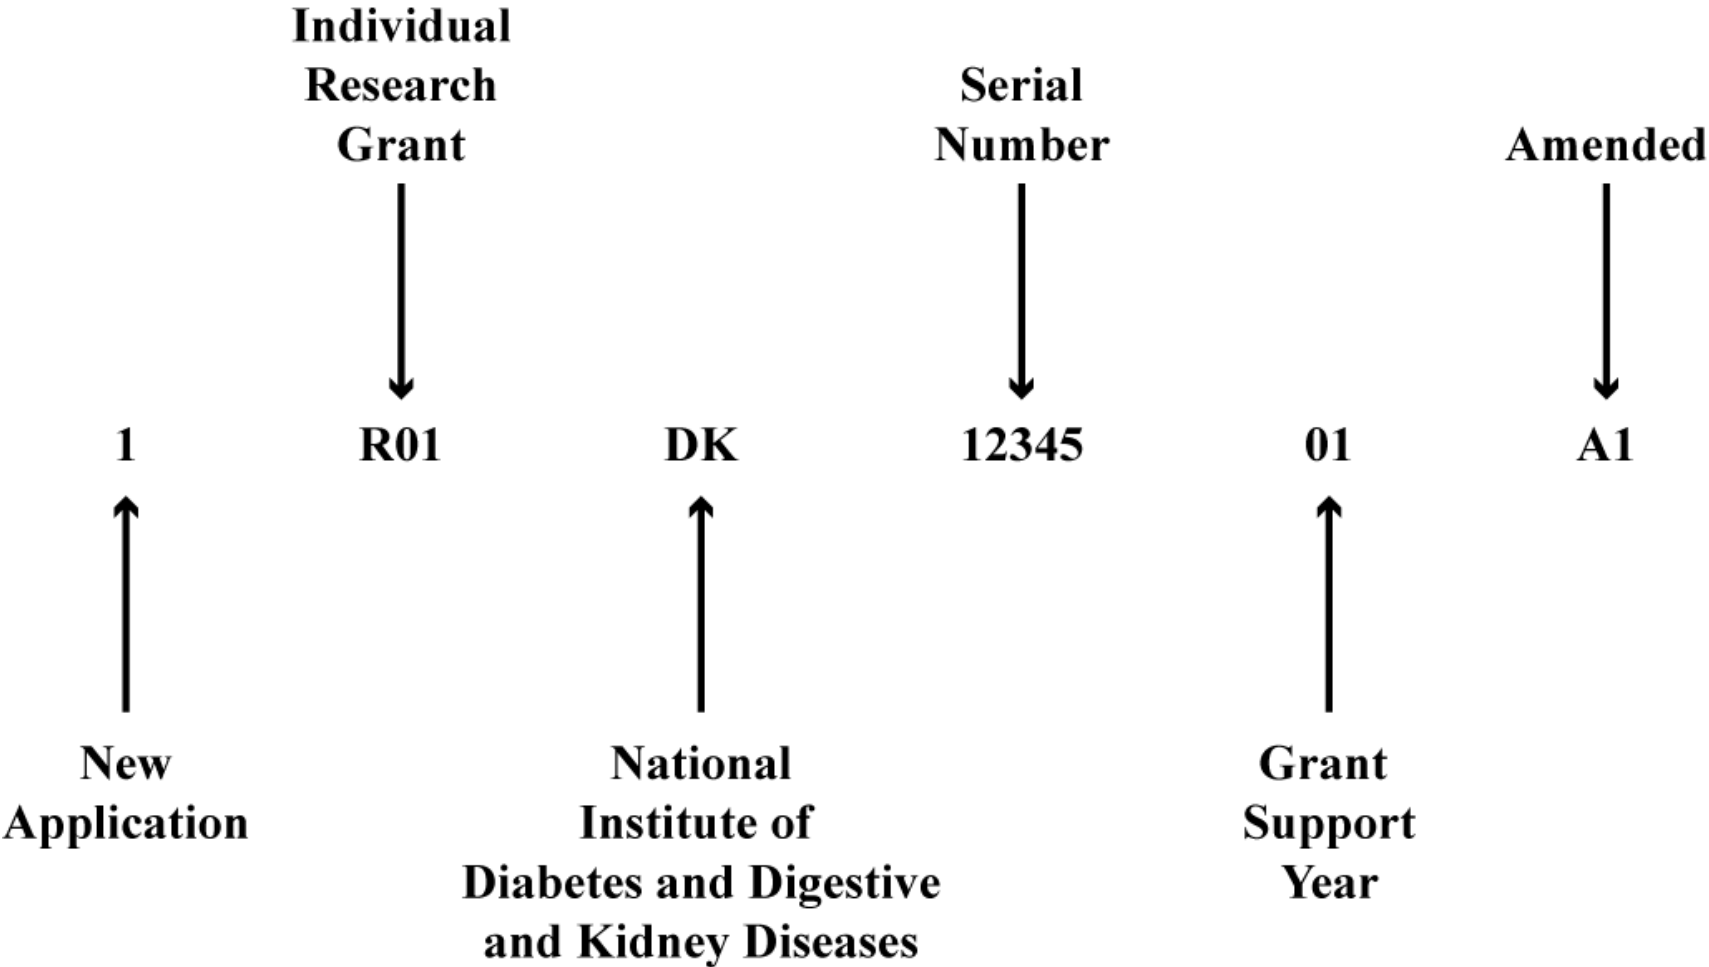 Individual
Research
Grant
Serial
Number
Amended
1 R01 DK 12345 01 A1
New
Application
National
Institute of
Diabetes and Digestive
and Kidney Diseases
Grant
Support
Year